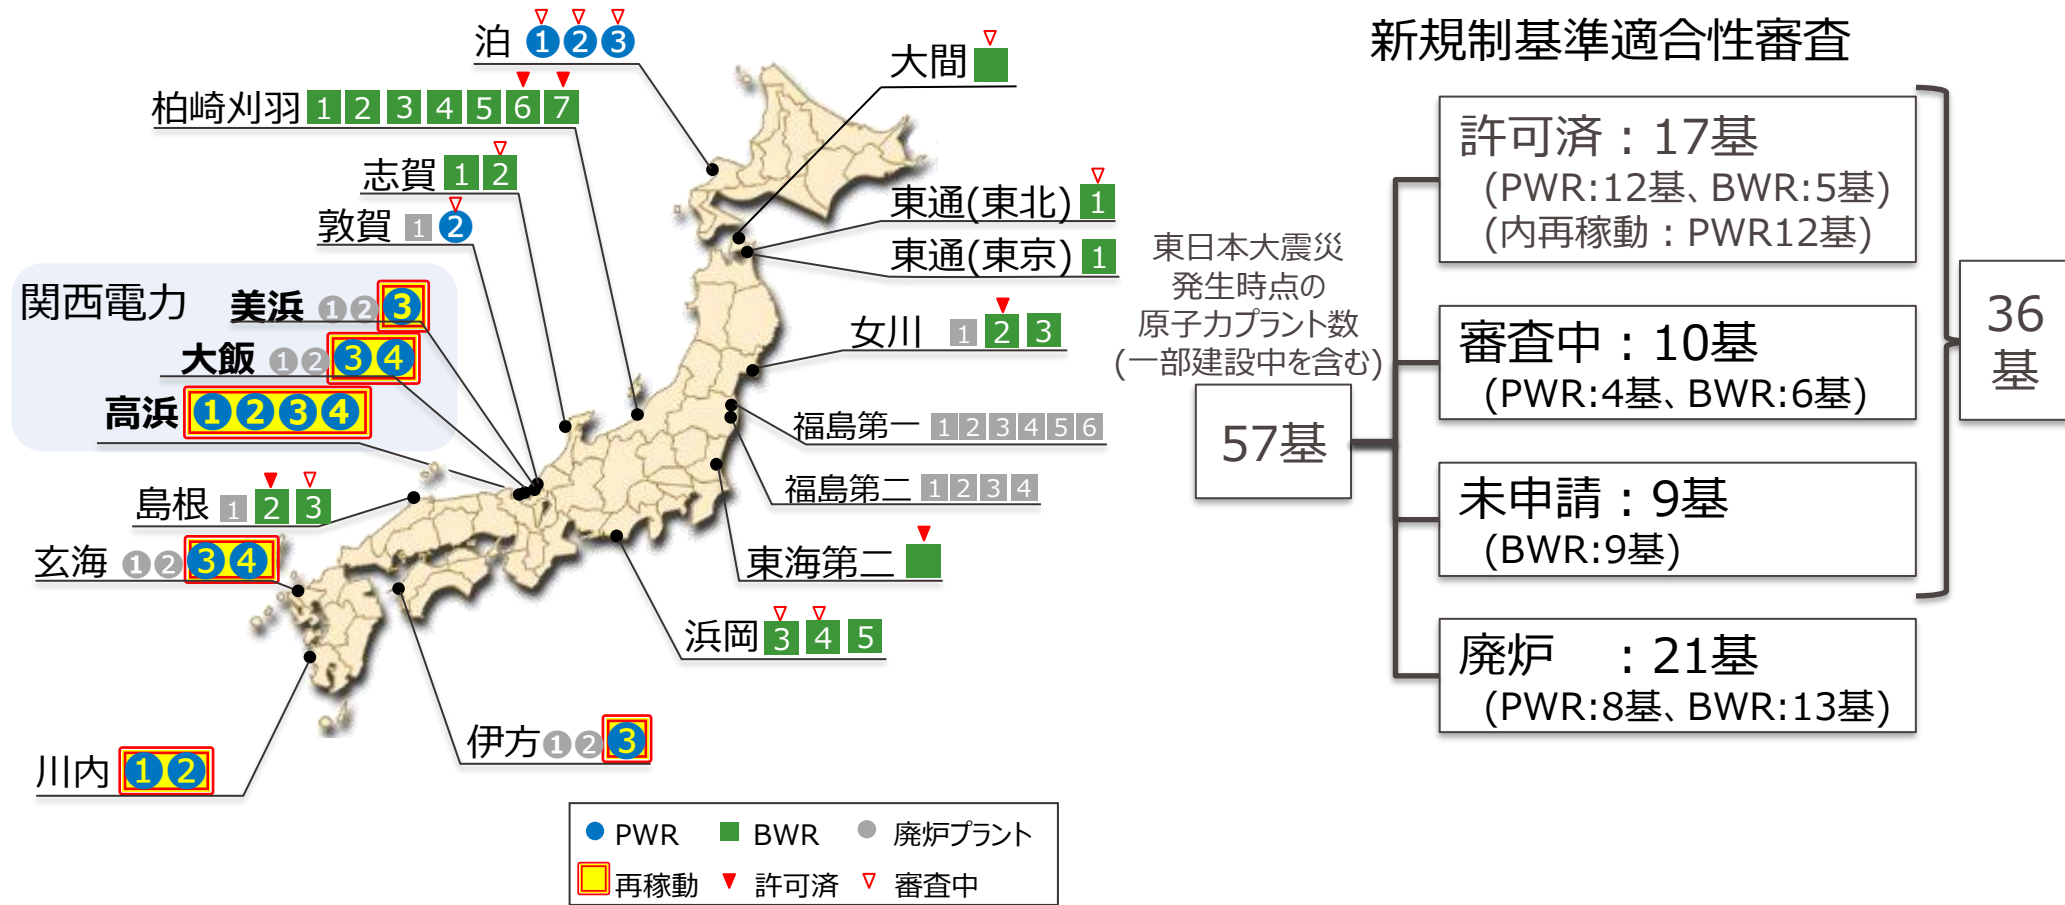 泊 1 2 3
大間
柏崎刈羽 1 2 3 4 5 6 7
志賀 1 2
敦賀 1 2
東通(東北) 1
東通(東京) 1
関西電力
美浜 1 2 3
大飯 1 2 3 4
高浜 1 2 3 4
女川 1 2 3
福島第一 1 2 3 4 5 6
福島第二 1 2 3 4
島根 1 2 3
玄海 1 2 3 4
東海第二
浜岡 3 4 5
伊方 1 2 3
川内 1 2
PWR BWR 廃炉プラント
再稼動 許可済 審査中
新規制基準適合性審査
東日本大震災
発生時点の
原子力プラント数
(一部建設中を含む)
57基
許可済：17基
(PWR:12基、BWR:5基)
(内再稼動：PWR12基)
審査中：10基
(PWR:4基、BWR:6基)
未申請：9基
(BWR:9基)
廃炉　：21基
(PWR:8基、BWR:13基)
36
基